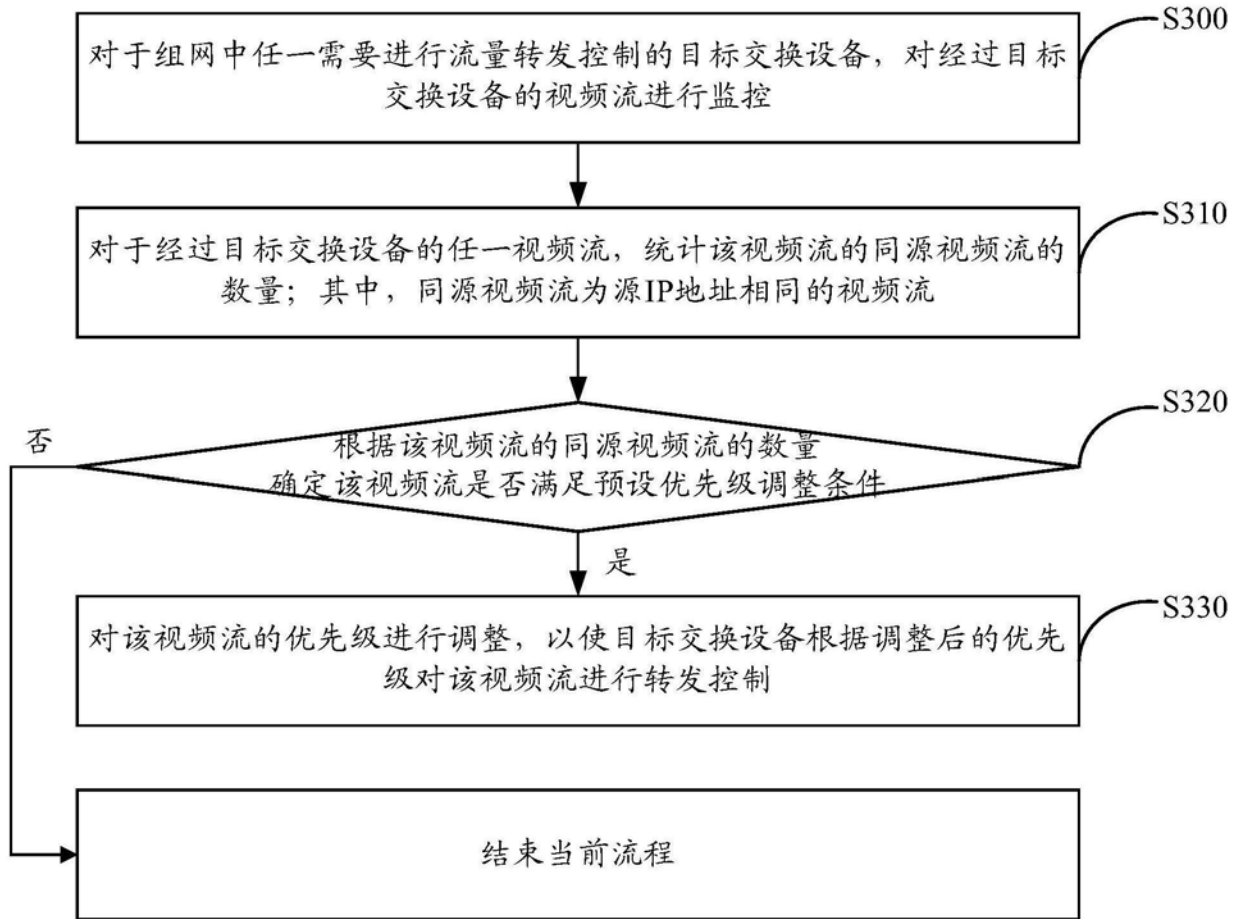 S300
对于组网中任一需要进行流量转发控制的目标交换设备，对经过目标
交换设备的视频流进行监控
S310
对于经过目标交换设备的任一视频流，统计该视频流的同源视频流的
数量；其中，同源视频流为源IP地址相同的视频流
S320
否
根据该视频流的同源视频流的数量
确定该视频流是否满足预设优先级调整条件
是
S330
对该视频流的优先级进行调整，以使目标交换设备根据调整后的优先
级对该视频流进行转发控制
结束当前流程